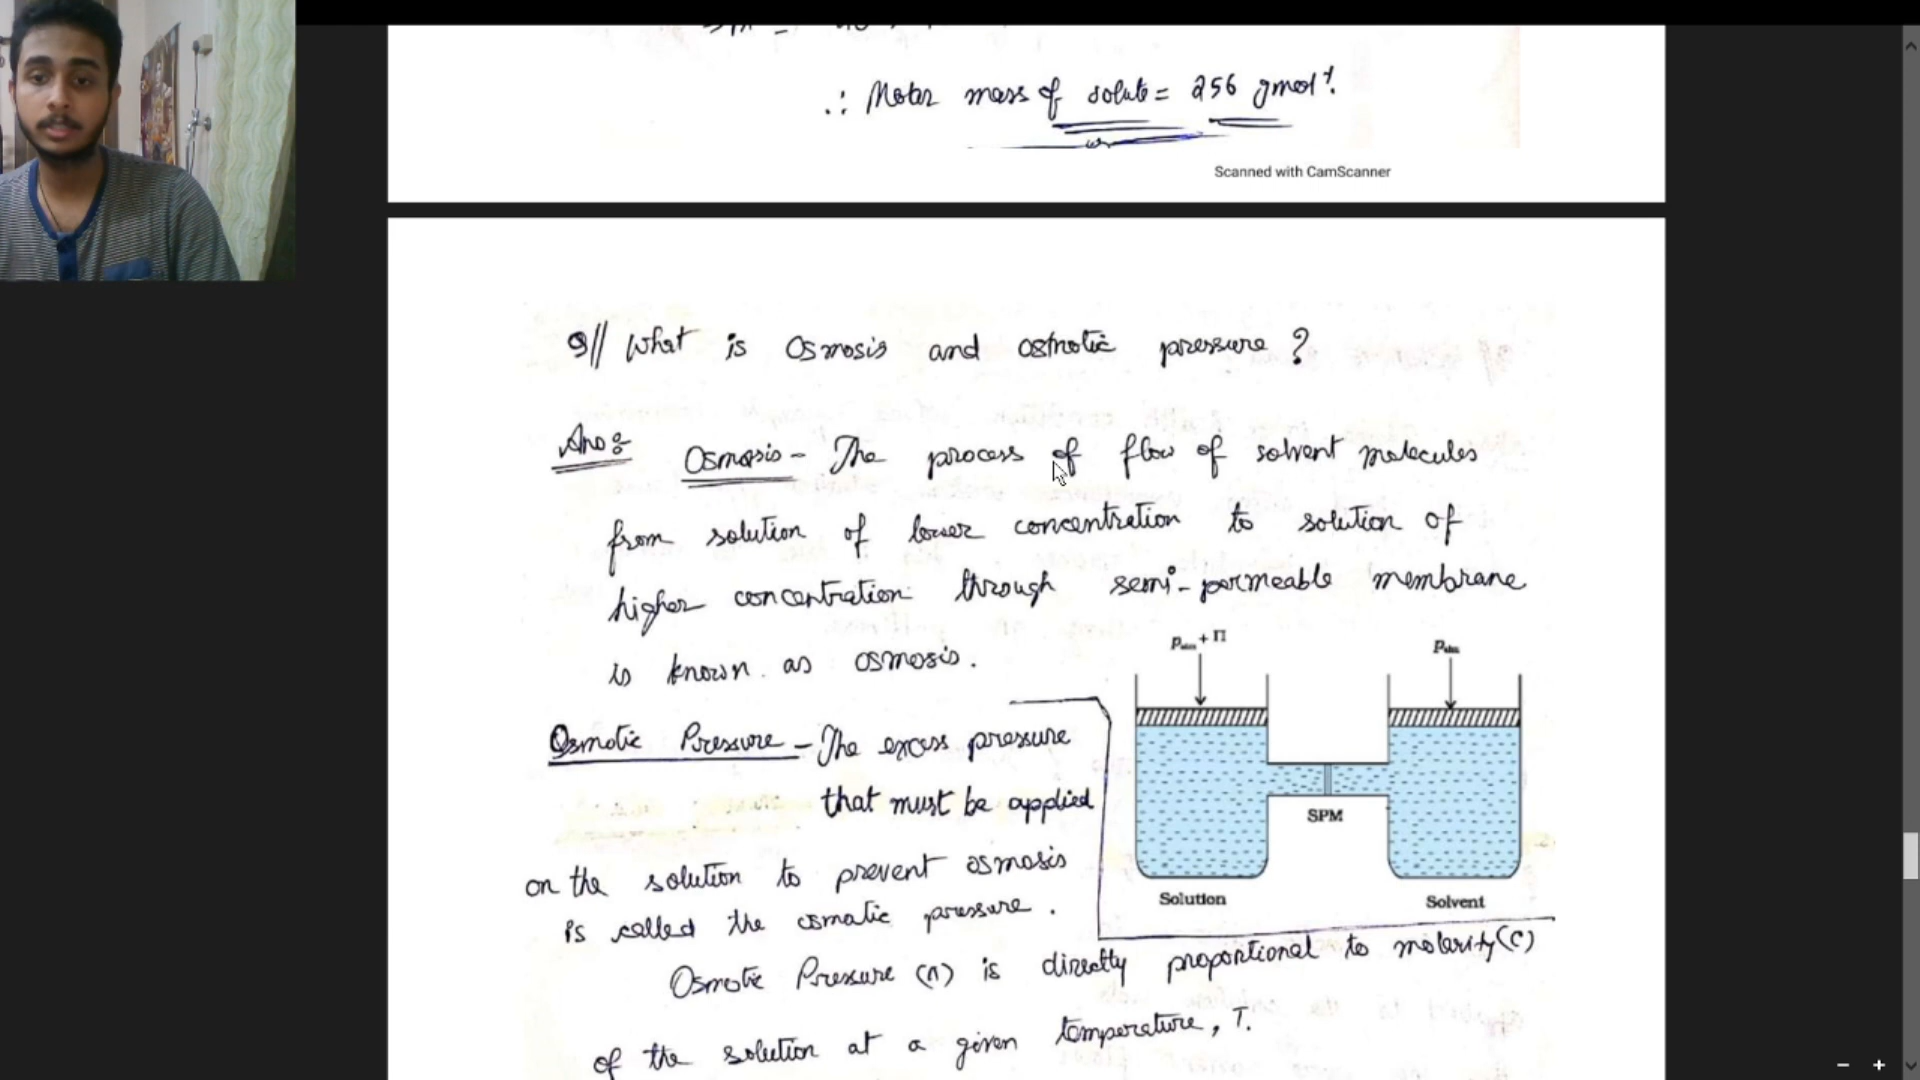 ∴ Molar mass of solute = 256 gmol⁻¹.
Scanned with CamScanner
Q// What is Osmosis and osmotic pressure ?
Ans:
Osmosis - The process of flow of solvent molecules
from solution of lower concentration to solution of
higher concentration through semi-permeable membrane
is known as osmosis.
Osmotic Pressure - The excess pressure
that must be applied
on the solution to prevent osmosis
is called the osmotic pressure.
Patm + Π
Patm
SPM
Solution
Solvent
Osmotic Pressure (π) is directly proportional to molarity (C)
of the solution at a given temperature, T.